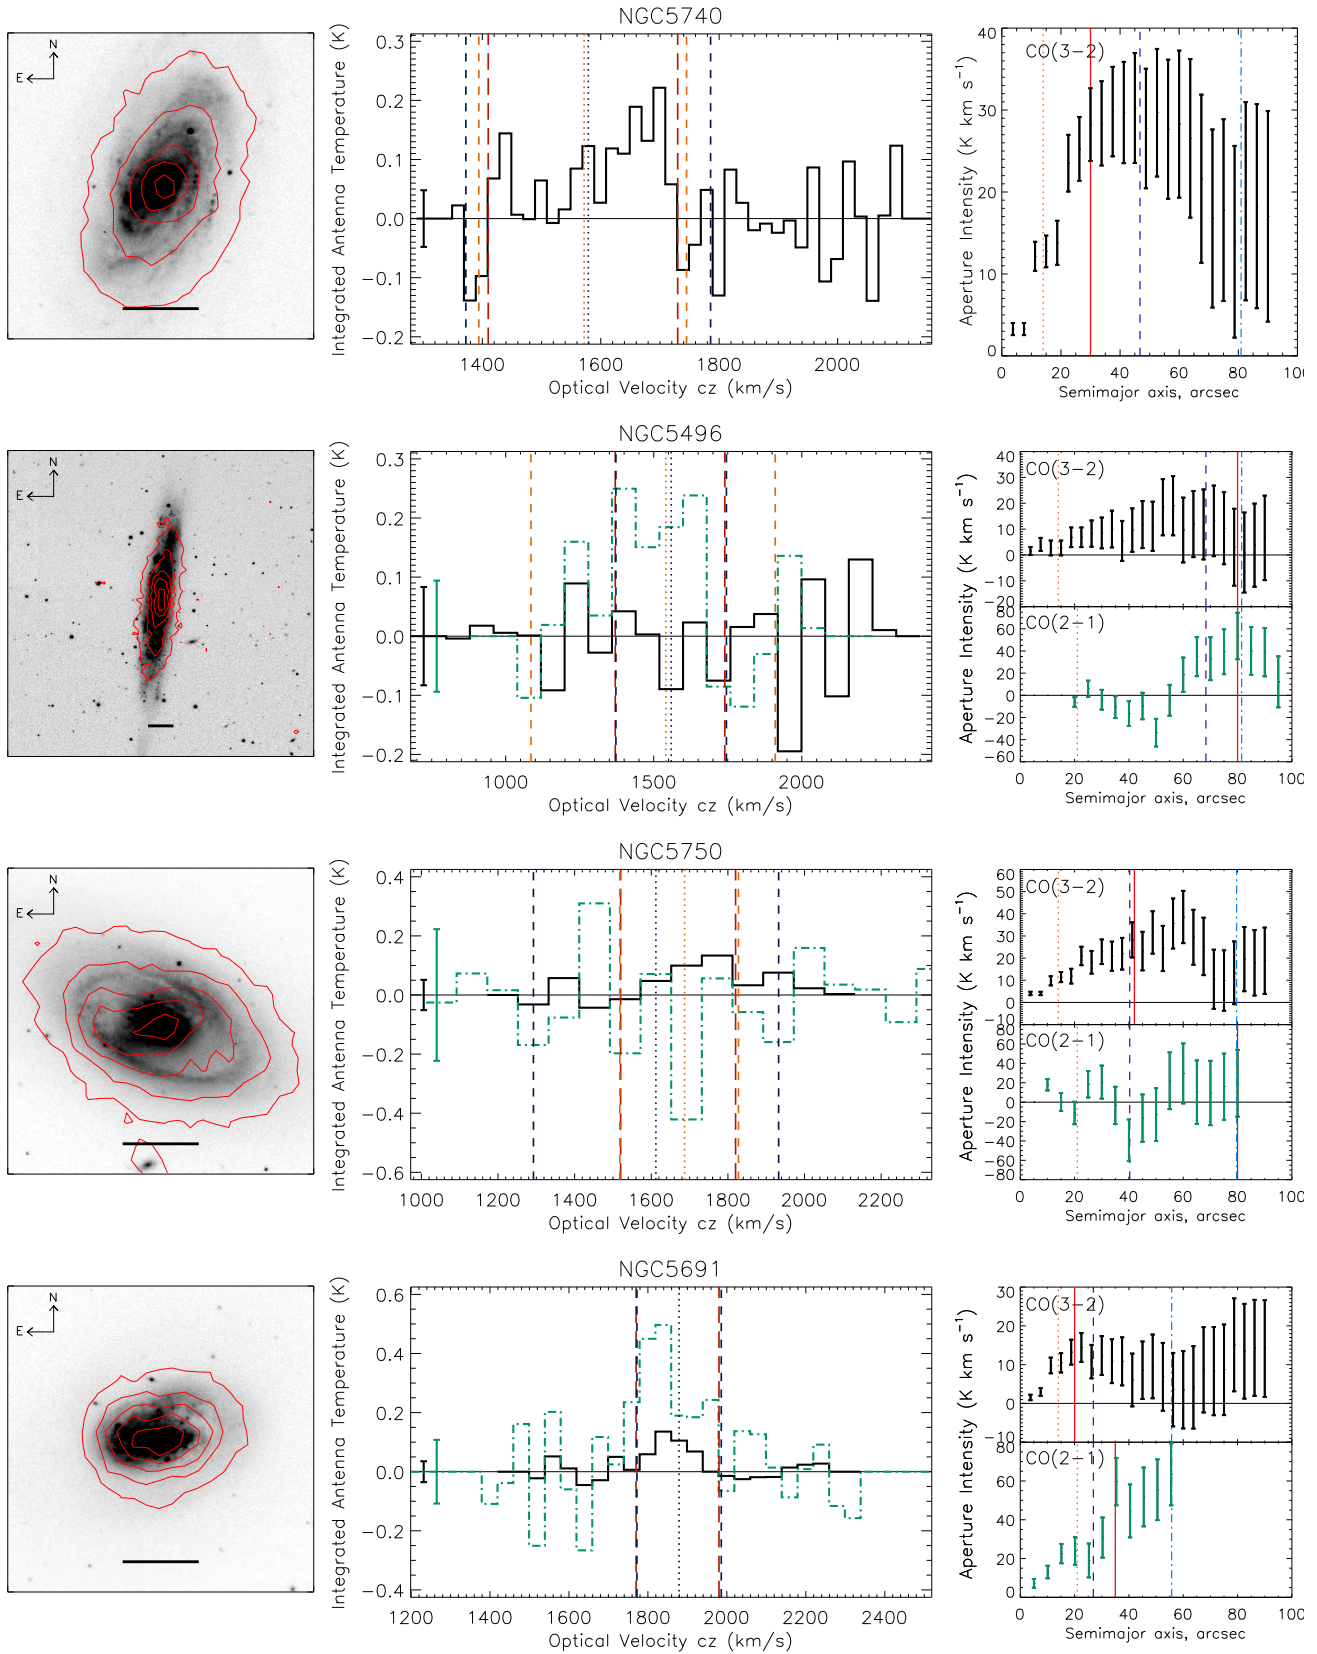 NGC5740
N
E
Integrated Antenna Temperature (K)
0.3
0.2
0.1
0.0
−0.1
−0.2
1400 1600 1800 2000
Optical Velocity cz (km/s)
CO(3−2)
Aperture Intensity (K km s−1)
40
30
20
10
0
0 20 40 60 80 100
Semimajor axis, arcsec
NGC5496
N
E
Integrated Antenna Temperature (K)
0.3
0.2
0.1
0.0
−0.1
−0.2
1000 1500 2000
Optical Velocity cz (km/s)
CO(3−2)
Aperture Intensity (K km s−1)
40
30
20
10
0
−10
−20
CO(2−1)
80
60
40
20
0
−20
−40
−60
0 20 40 60 80 100
Semimajor axis, arcsec
NGC5750
N
E
Integrated Antenna Temperature (K)
0.4
0.2
0.0
−0.2
−0.4
−0.6
1000 1200 1400 1600 1800 2000 2200
Optical Velocity cz (km/s)
CO(3−2)
Aperture Intensity (K km s−1)
60
50
40
30
20
10
0
−10
CO(2−1)
80
60
40
20
0
−20
−40
−60
−80
0 20 40 60 80 100
Semimajor axis, arcsec
NGC5691
N
E
Integrated Antenna Temperature (K)
0.6
0.4
0.2
0.0
−0.2
−0.4
1200 1400 1600 1800 2000 2200 2400
Optical Velocity cz (km/s)
CO(3−2)
Aperture Intensity (K km s−1)
30
20
10
0
−10
CO(2−1)
80
60
40
20
0
0 20 40 60 80 100
Semimajor axis, arcsec